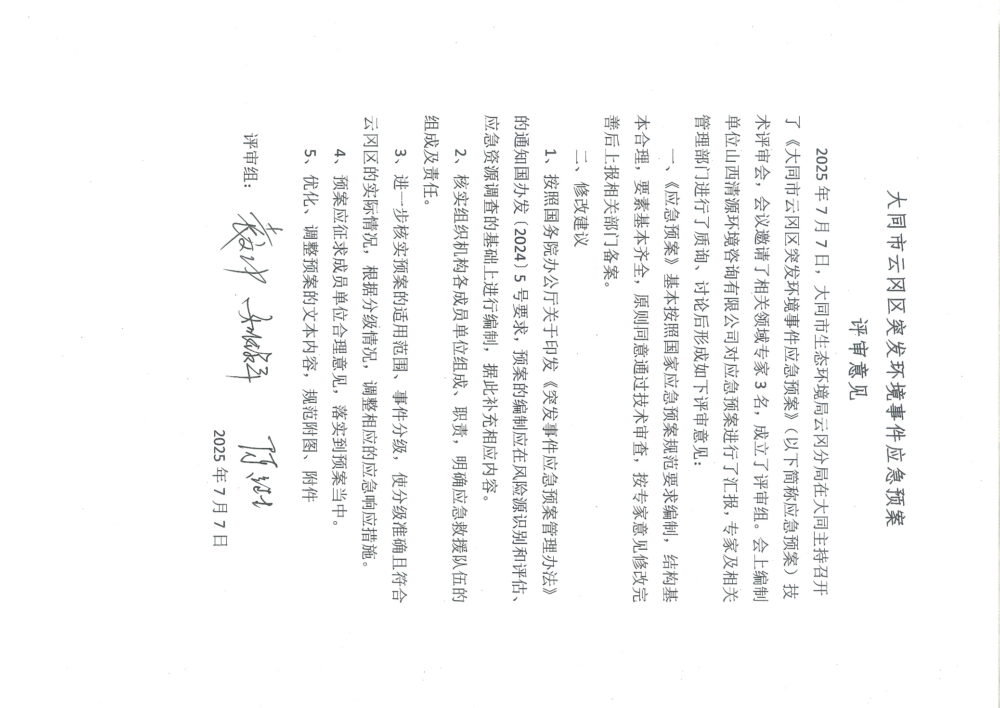 大同市云冈区突发环境事件应急预案
评审意见
2025 年 7 月 7 日，大同市生态环境局云冈分局在大同主持召开
了《大同市云冈区突发环境事件应急预案》（以下简称应急预案）技
术评审会，会议邀请了相关领域专家 3 名，成立了评审组。会上编制
单位山西清源环境咨询有限公司对应急预案进行了汇报，专家及相关
管理部门进行了质询、讨论后形成如下评审意见：
一、《应急预案》基本按照国家应急预案规范要求编制，结构基
本合理，要素基本齐全，原则同意通过技术审查，按专家意见修改完
善后上报相关部门备案。
二、修改建议
1、按照国务院办公厅关于印发《突发事件应急预案管理办法》
的通知国办发〔2024〕5 号要求，预案的编制应在风险源识别和评估、
应急资源调查的基础上进行编制，据此补充相应内容。
2、核实组织机构各成员单位组成、职责，明确应急救援队伍的
组成及责任。
3、进一步核实预案的适用范围、事件分级，使分级准确且符合
云冈区的实际情况，根据分级情况，调整相应的应急响应措施。
4、预案应征求成员单位合理意见，落实到预案当中。
5、优化、调整预案的文本内容，规范附图、附件
评审组：
2025 年 7 月 7 日